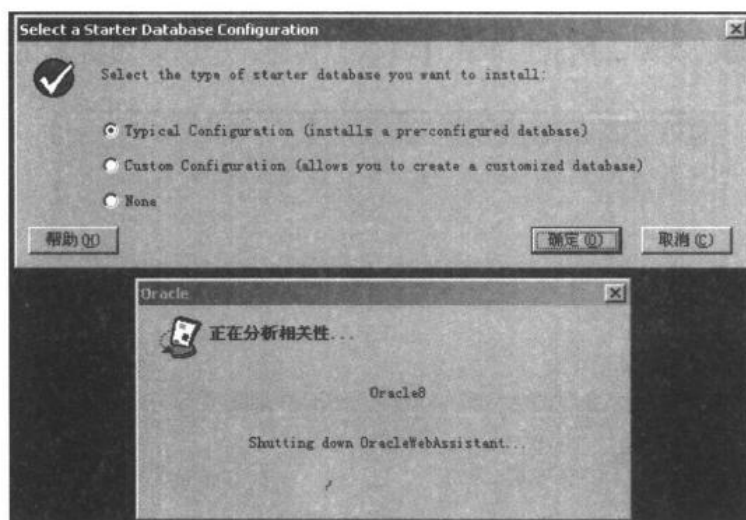 Select a Starter Database Configuration
Select the type of starter database you want to install:
Typical Configuration (installs a pre-configured database)
Custom Configuration (allows you to create a customized database)
None
帮助(H)
确定(O)
取消(C)
Oracle
正在分析相关性...
Oracle8
Shutting down OracleWebAssistant...